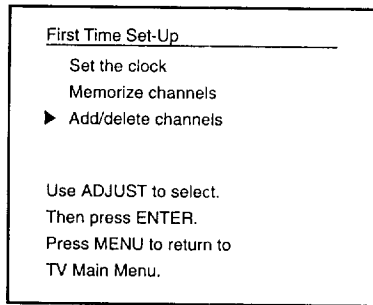 First Time Set-Up
Set the clock
Memorize channels
Add/delete channels
Use ADJUST to select.
Then press ENTER.
Press MENU to return to
TV Main Menu.